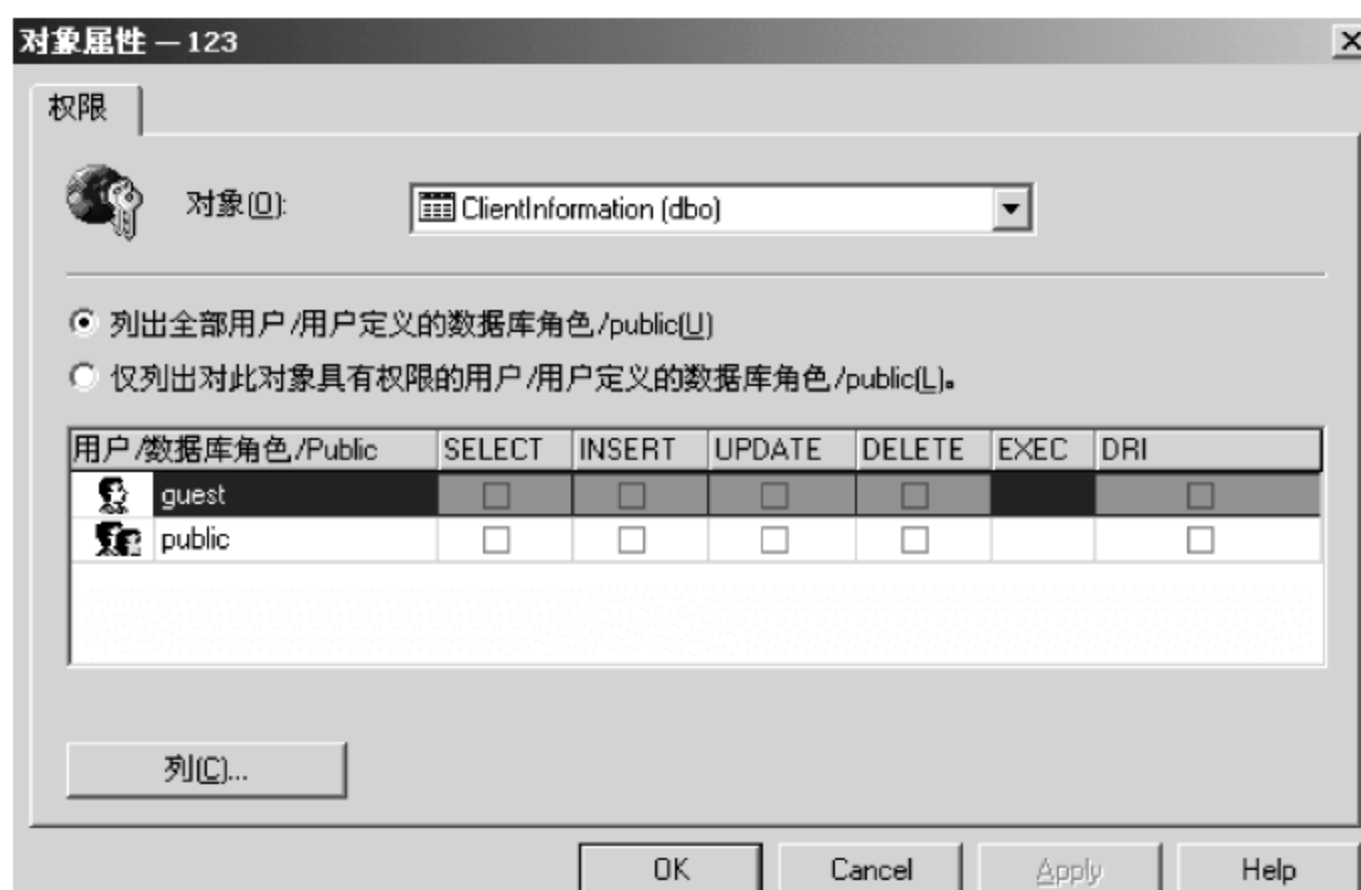 对象属性 — 123
权限
对象(O): ClientInformation (dbo)
列出全部用户/用户定义的数据库角色/public(U)
仅列出对此对象具有权限的用户/用户定义的数据库角色/public(L)。
用户/数据库角色/Public SELECT INSERT UPDATE DELETE EXEC DRI
guest
public
列(C)...
OK Cancel Apply Help